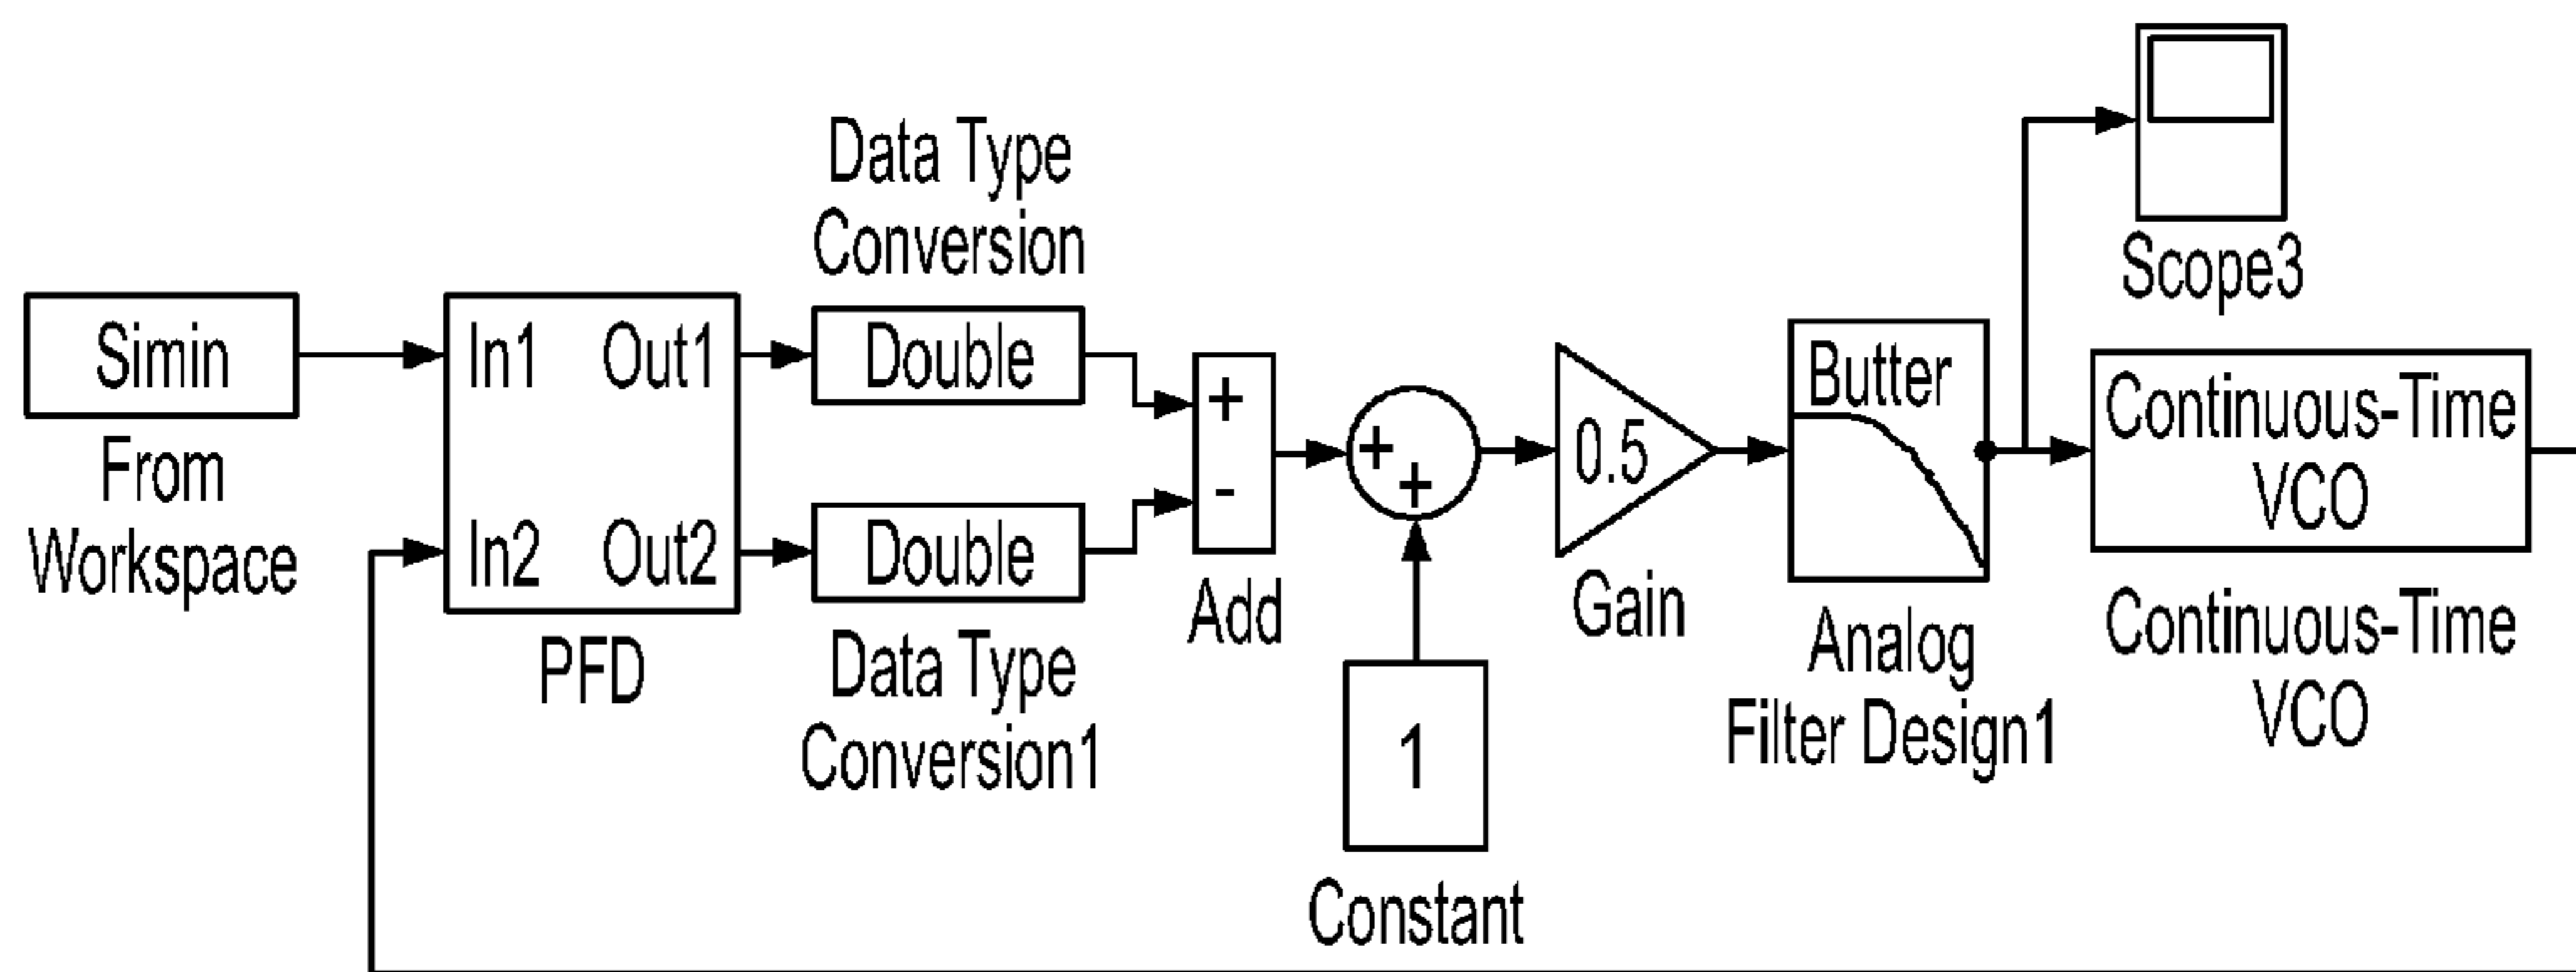 Data Type
Conversion
Scope3
Simin
From
Workspace
In1 Out1
In2 Out2
PFD
Double
Double
Data Type
Conversion1
+
-
Add
+
+
1
Constant
0.5
Gain
Butter
Analog
Filter Design1
Continuous-Time
VCO
Continuous-Time
VCO